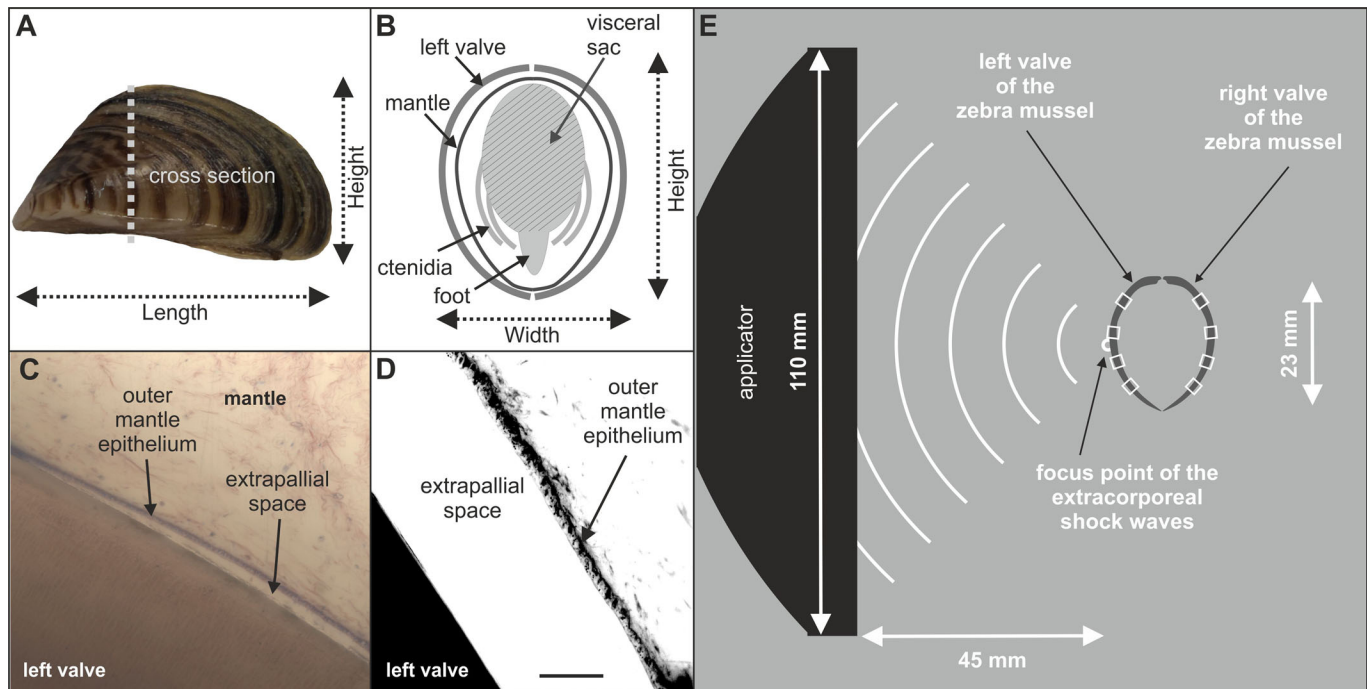 A
cross section
Height
Length
B
visceral
sac
left valve
mantle
Height
ctenidia
foot
Width
C
mantle
outer
mantle
epithelium
extrapallial
space
left valve
D
outer
mantle
epithelium
extrapallial
space
left valve
E
left valve
of the
zebra mussel
right valve
of the
zebra mussel
applicator
110 mm
23 mm
focus point of the
extracorporeal
shock waves
45 mm